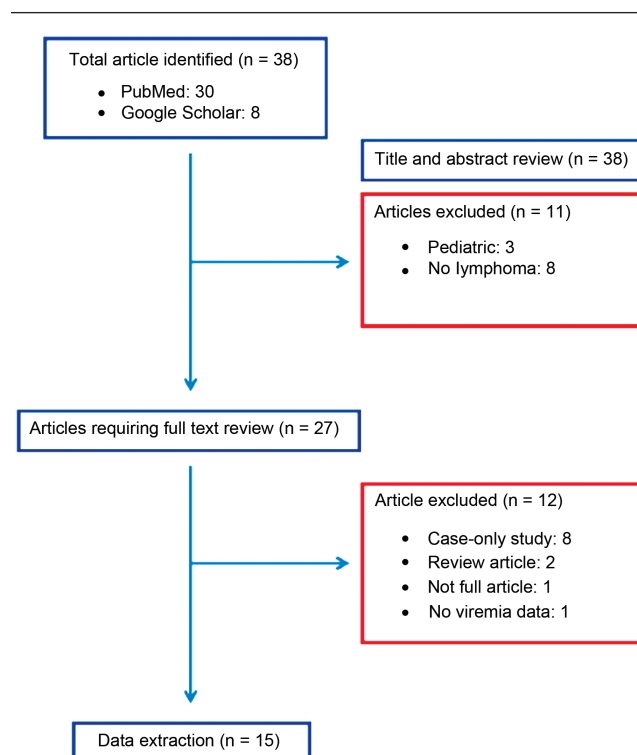 Total article identified (n = 38)
• PubMed: 30
• Google Scholar: 8
Title and abstract review (n = 38)
Articles excluded (n = 11)
• Pediatric: 3
• No lymphoma: 8
Articles requiring full text review (n = 27)
Article excluded (n = 12)
• Case-only study: 8
• Review article: 2
• Not full article: 1
• No viremia data: 1
Data extraction (n = 15)